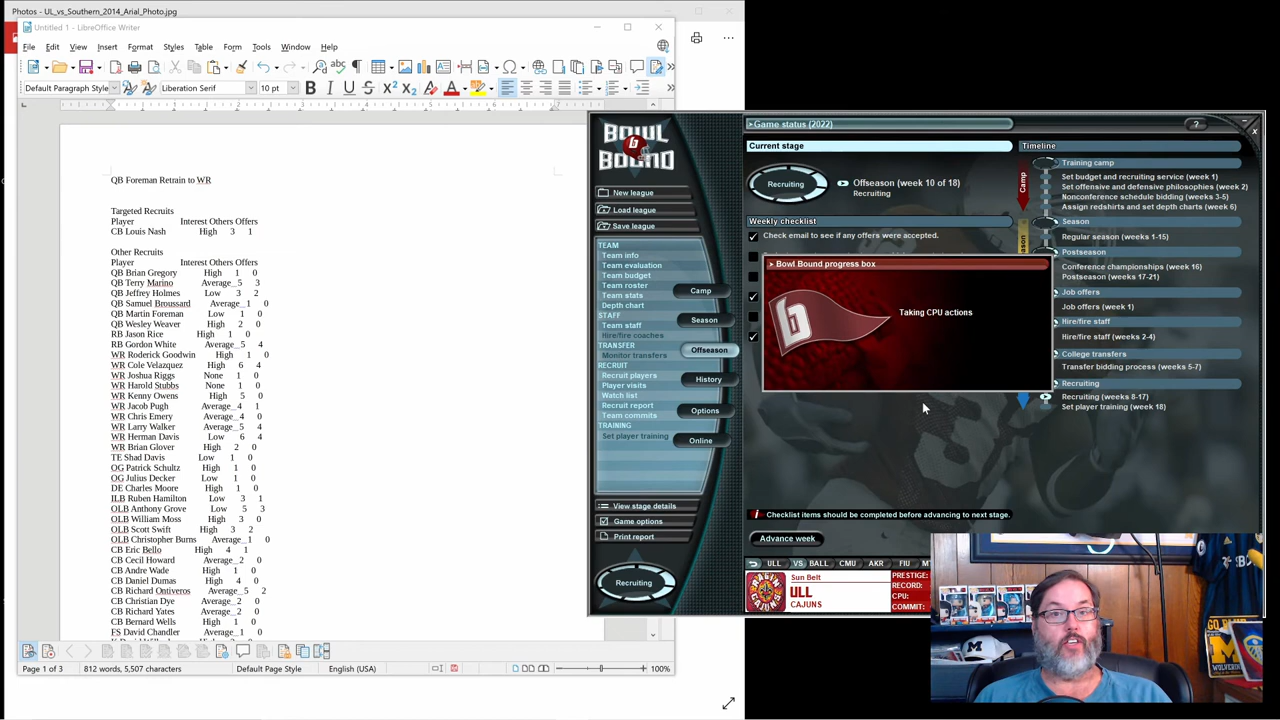 Photos - UL_vs_Southern_2014_Arial_Photo.jpg
Untitled 1 - LibreOffice Writer
File Edit View Insert Format Styles Table Form Tools Window Help
Default Paragraph Style Liberation Serif 10 pt
QB Foreman Retrain to WR
Targeted Recruits
Player Interest Others Offers
CB Louis Nash High 3 1
Other Recruits
Player Interest Others Offers
QB Brian Gregory High 1 0
QB Terry Marino Average 5 3
QB Jeffrey Holmes Low 3 2
QB Samuel Broussard Average 1 0
QB Martin Foreman Low 1 0
QB Wesley Weaver High 2 0
RB Jason Rice High 1 0
RB George White Average 5 4
WR Roderick Goodwin High 1 0
WR Cole Velazquez High 6 4
WR Joshua Riggs None 1 0
WR Harold Stubbs None 1 0
WR Kenny Owens High 5 0
WR Jacob Pugh Average 4 1
WR Chris Emery Average 4 0
WR Larry Walker Average 5 4
WR Herman Davis Low 6 4
WR Brian Glover High 2 0
TE Shad Davis Low 1 0
OG Patrick Schultz High 1 0
OG Julius Decker Low 1 0
DE Charles Moore High 1 0
ILB Ruben Hamilton Low 3 1
OLB Anthony Grove Low 5 3
OLB William Moss High 3 0
OLB Scott Swift High 3 2
OLB Christopher Burns Average 1 0
CB Eric Bello High 4 1
CB Cecil Howard Average 2 0
CB Andre Wade High 1 0
CB Daniel Dumas High 4 0
CB Richard Ontiveros Average 5 2
CB Christian Dye Average 2 0
CB Richard Yates Average 2 0
CB Bernard Wells High 1 0
FS David Chandler Average 1 0
Page 1 of 3 812 words, 5,507 characters Default Page Style English (USA) 100%
BOWL
BOUND
New league
Load league
Save league
TEAM
Team info
Team evaluation
Team budget
Team roster
Team stats
Depth chart
STAFF
Team staff
Hire/fire coaches
TRANSFER
Monitor transfers
RECRUIT
Recruit players
Player visits
Watch list
Recruit report
Team commits
TRAINING
Set player training
Camp
Season
Offseason
History
Options
Online
View stage details
Game options
Print report
Recruiting
Game status (2022)
?
Current stage
Recruiting
Offseason (week 10 of 18)
Recruiting
Weekly checklist
Check email to see if any offers were accepted.
Bowl Bound progress box
Taking CPU actions
Checklist items should be completed before advancing to next stage.
Advance week
ULL VS BALL CMU AKR FIU
Sun Belt
ULL
CAJUNS
PRESTIGE:
RECORD:
CPU:
COMMIT:
Timeline
Camp
Training camp
Set budget and recruiting service (week 1)
Set offensive and defensive philosophies (week 2)
Nonconference schedule bidding (weeks 3-5)
Assign redshirts and set depth charts (week 6)
Season
Regular season (weeks 1-15)
Postseason
Conference championships (week 16)
Postseason (weeks 17-21)
Job offers
Job offers (week 1)
Hire/fire staff
Hire/fire staff (weeks 2-4)
College transfers
Transfer bidding process (weeks 5-7)
Recruiting
Recruiting (weeks 8-17)
Set player training (week 18)
GO BLUE
WOLVERINES
M